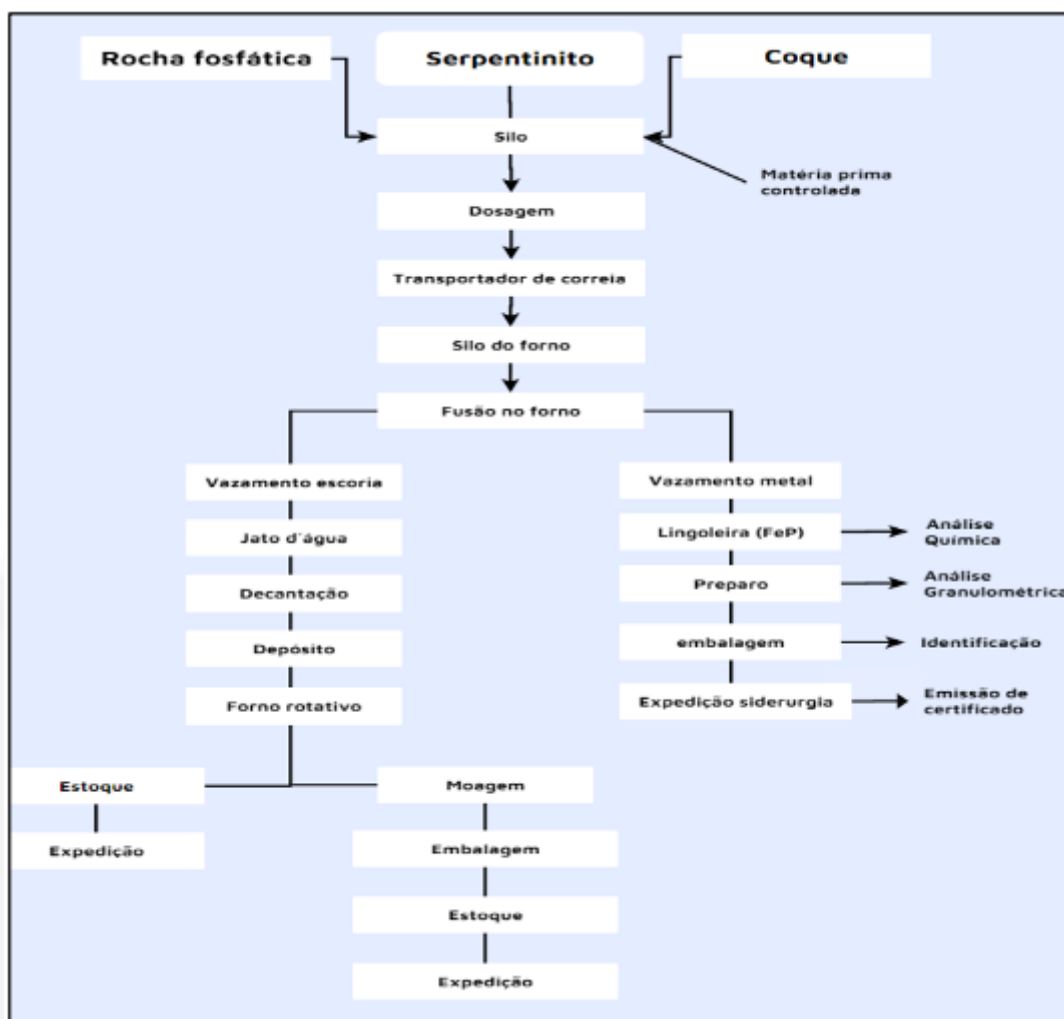 Rocha fosfática
Serpentinito
Coque
Silo
Matéria prima
controlada
Dosagem
Transportador de correia
Silo do forno
Fusão no forno
Vazamento escoria
Jato d´água
Decantação
Depósito
Forno rotativo
Vazamento metal
Lingoleira (FeP)
Análise
Química
Preparo
Análise
Granulométrica
embalagem
Identificação
Expedição siderurgia
Emissão de
certificado
Estoque
Expedição
Moagem
Embalagem
Estoque
Expedição